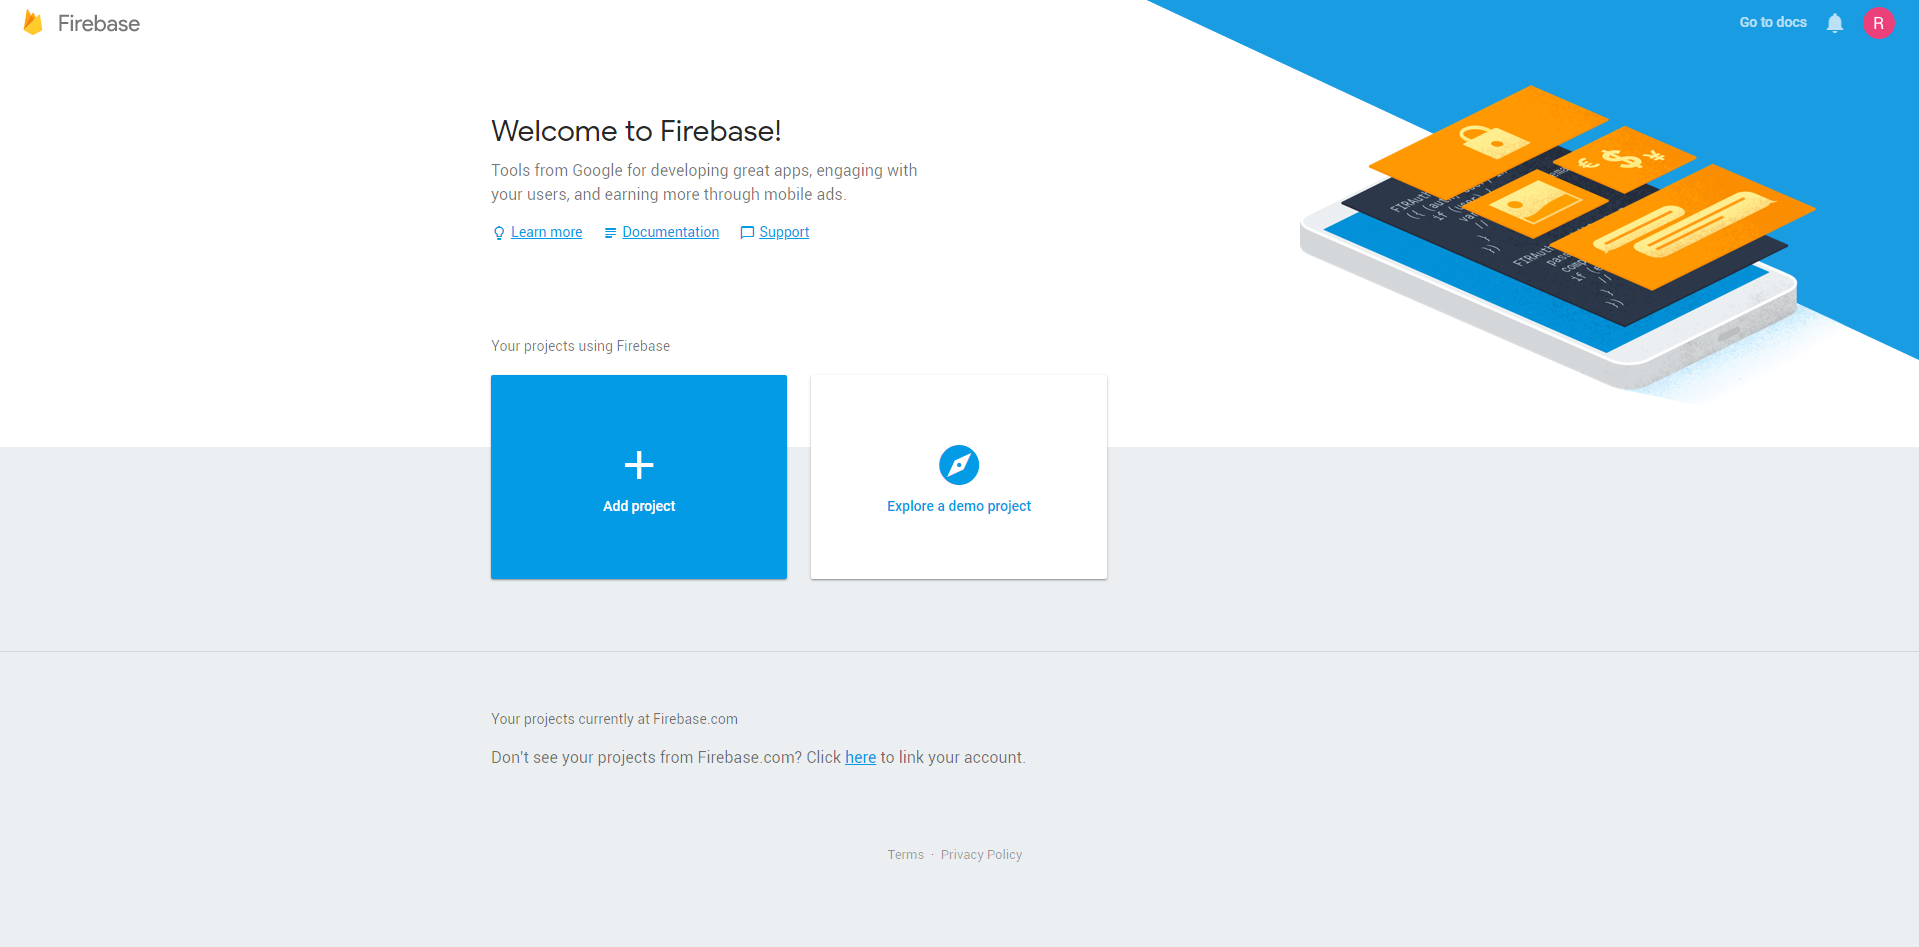 Firebase
Go to docs
R
Welcome to Firebase!
Tools from Google for developing great apps, engaging with
your users, and earning more through mobile ads.
Learn more Documentation Support
Your projects using Firebase
Add project
Explore a demo project
Your projects currently at Firebase.com
Don't see your projects from Firebase.com? Click here to link your account.
Terms · Privacy Policy